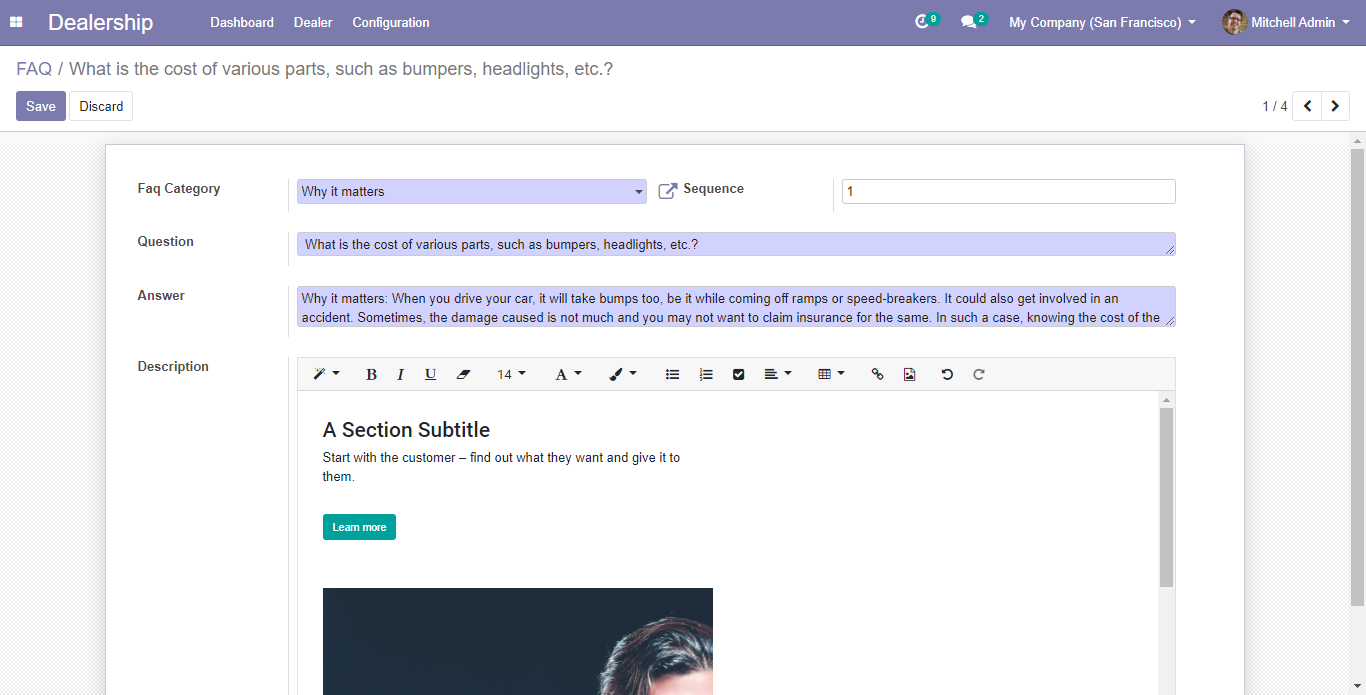 Dealership Dashboard Dealer Configuration 9 2 My Company (San Francisco) Mitchell Admin
FAQ / What is the cost of various parts, such as bumpers, headlights, etc.?
Save Discard 1 / 4
Faq Category Why it matters Sequence 1
Question What is the cost of various parts, such as bumpers, headlights, etc.?
Answer Why it matters: When you drive your car, it will take bumps too, be it while coming off ramps or speed-breakers. It could also get involved in an
accident. Sometimes, the damage caused is not much and you may not want to claim insurance for the same. In such a case, knowing the cost of the
Description B I U 14 A
A Section Subtitle
Start with the customer – find out what they want and give it to
them.
Learn more